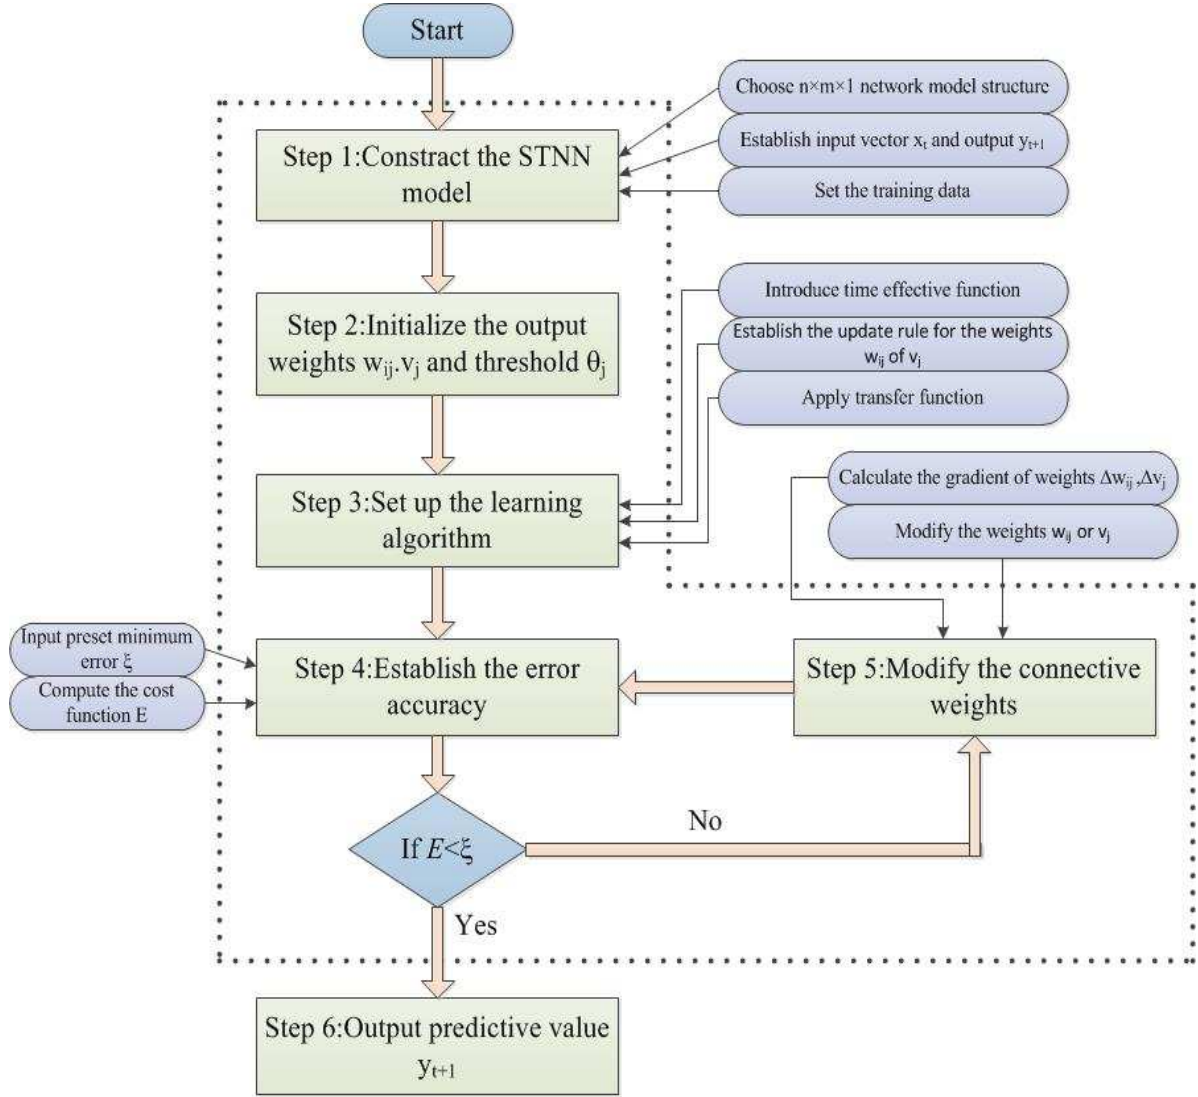 Start
Choose n×m×1 network model structure
Establish input vector xₜ and output yₜ₊₁
Set the training data
Step 1:Constract the STNN
model
Introduce time effective function
Establish the update rule for the weights
wᵢⱼ of vⱼ
Apply transfer function
Step 2:Initialize the output
weights wᵢⱼ.vⱼ and threshold θⱼ
Step 3:Set up the learning
algorithm
Calculate the gradient of weights Δwᵢⱼ,Δvⱼ
Modify the weights wᵢⱼ or vⱼ
Input preset minimum
error ξ
Compute the cost
function E
Step 4:Establish the error
accuracy
Step 5:Modify the connective
weights
If E<ξ
No
Yes
Step 6:Output predictive value
yₜ₊₁